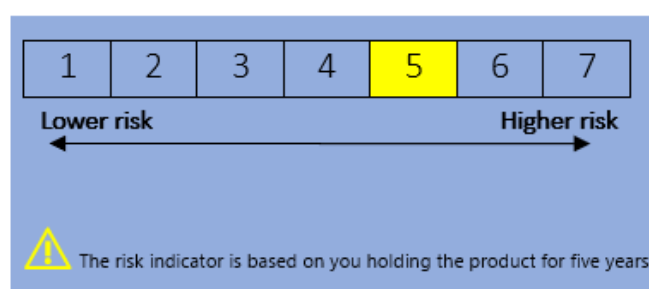 1 2 3 4 5 6 7
Lower risk Higher risk
The risk indicator is based on you holding the product for five years